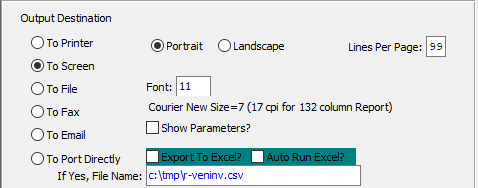 Output Destination
To Printer
Portrait Landscape Lines Per Page: 99
To Screen
To File Font: 11
To Fax Courier New Size=7 (17 cpi for 132 column Report)
To Email Show Parameters?
To Port Directly Export To Excel? Auto Run Excel?
If Yes, File Name: c:\tmp\r-veninv.csv